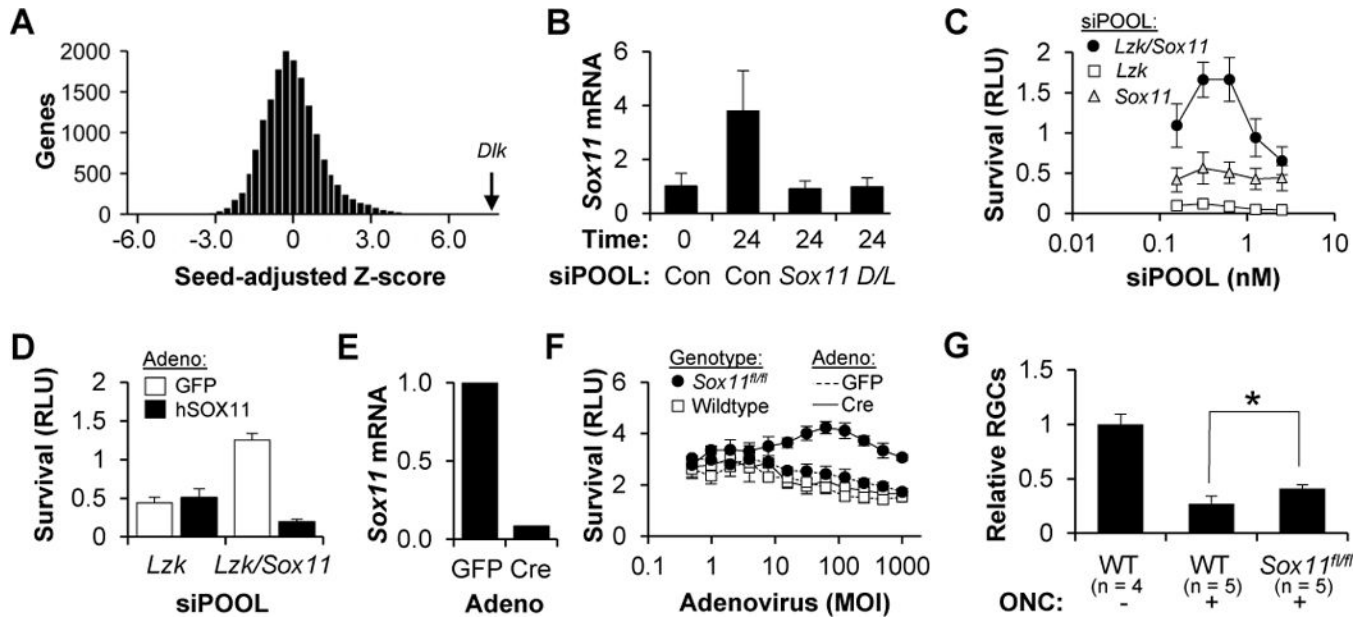 A
2000
1500
1000
500
0
Genes
Dlk
-6.0 -3.0 0 3.0 6.0
Seed-adjusted Z-score
B
6
4
2
0
Sox11 mRNA
Time: 0 24 24 24
siPOOL: Con Con Sox11 D/L
C
siPOOL:
Lzk/Sox11
Lzk
Sox11
2
1.5
1
0.5
0
Survival (RLU)
0.01 0.1 1 10
siPOOL (nM)
D
Adeno:
GFP
hSOX11
2
1.5
1
0.5
0
Survival (RLU)
Lzk Lzk/Sox11
siPOOL
E
1.0
0.5
0.0
Sox11 mRNA
GFP Cre
Adeno
F
Genotype:
Sox11fl/fl
Wildtype
Adeno:
GFP
Cre
6
4
2
0
Survival (RLU)
0.1 1 10 100 1000
Adenovirus (MOI)
G
1.5
1
0.5
0
Relative RGCs
*
WT WT Sox11fl/fl
(n = 4 (n = 5) (n = 5)
ONC: - + +